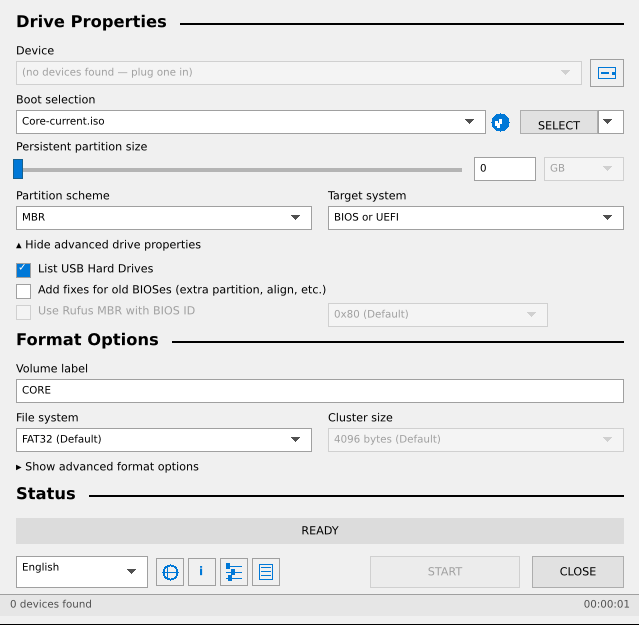 Drive Properties
Device
(no devices found — plug one in)
Boot selection
Core-current.iso
SELECT
Persistent partition size
0
GB
Partition scheme
Target system
MBR
BIOS or UEFI
▴ Hide advanced drive properties
List USB Hard Drives
Add fixes for old BIOSes (extra partition, align, etc.)
Use Rufus MBR with BIOS ID
0x80 (Default)
Format Options
Volume label
CORE
File system
Cluster size
FAT32 (Default)
4096 bytes (Default)
▸ Show advanced format options
Status
READY
English
i
START
CLOSE
0 devices found
00:00:01